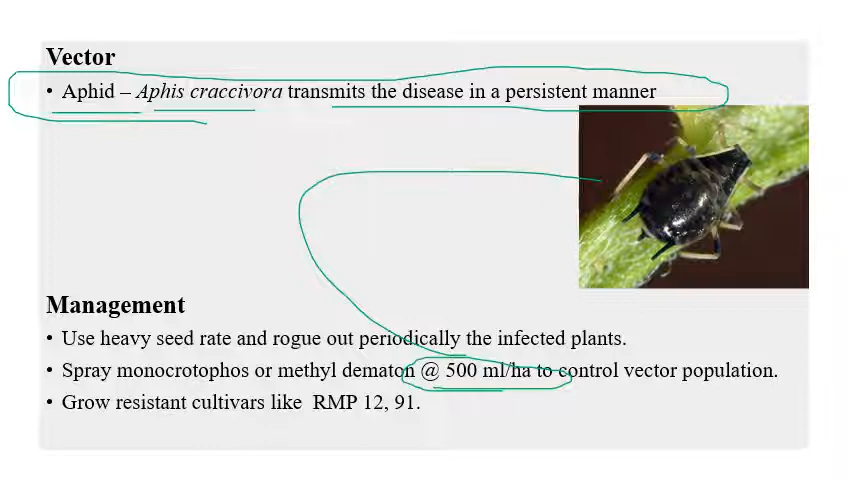 Vector
• Aphid – Aphis craccivora transmits the disease in a persistent manner
Management
• Use heavy seed rate and rogue out periodically the infected plants.
• Spray monocrotophos or methyl dematon @ 500 ml/ha to control vector population.
• Grow resistant cultivars like RMP 12, 91.